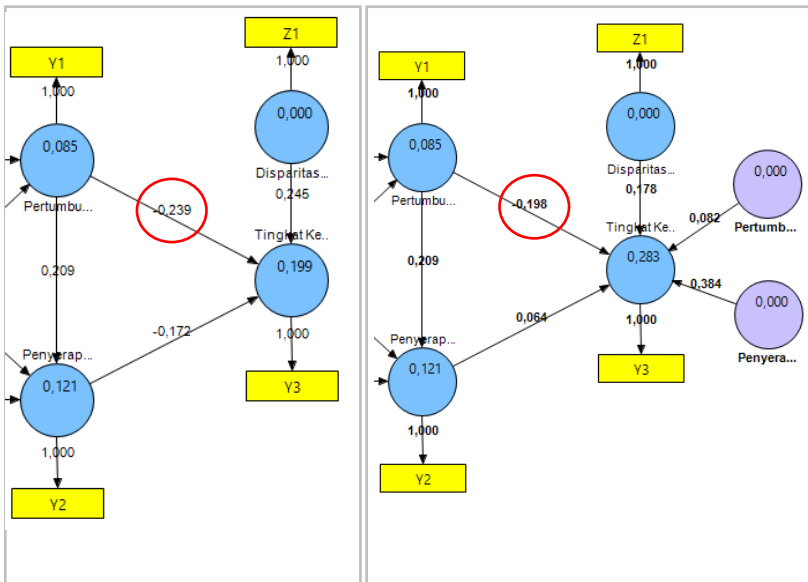 Z1
1,000
Y1
1,000
0,000
0,085
Disparitas...
0,245
Pertumbu...
-0,239
Tingkat Ke..
0,199
0,209
-0,172
Penyerap...
0,121
1,000
Y3
1,000
Y2
Z1
1,000
Y1
1,000
0,000
0,085
Disparitas...
0,178
Pertumbu...
-0,198
0,000
0,082
Pertumb...
Tingkat Ke..
0,283
0,209
0,384
0,000
0,064
1,000
Penyerap...
Penyera...
0,121
Y3
1,000
Y2